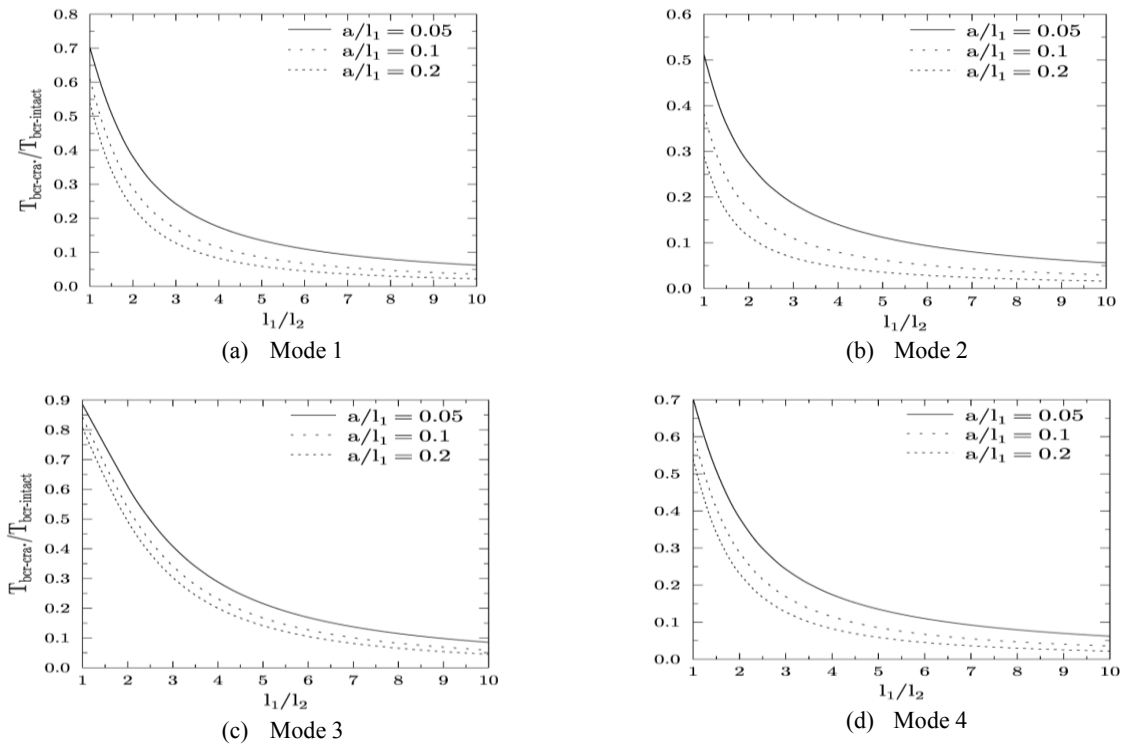 0.8
0.7
0.6
0.5
0.4
0.3
0.2
0.1
0.0
T_bcr-cra·/T_bcr-intact
a/l₁ = 0.05
a/l₁ = 0.1
a/l₁ = 0.2
1 2 3 4 5 6 7 8 9 10
l₁/l₂
(a) Mode 1
0.6
0.5
0.4
0.3
0.2
0.1
0.0
a/l₁ = 0.05
a/l₁ = 0.1
a/l₁ = 0.2
1 2 3 4 5 6 7 8 9 10
l₁/l₂
(b) Mode 2
0.9
0.8
0.7
0.6
0.5
0.4
0.3
0.2
0.1
0.0
T_bcr-cra·/T_bcr-intact
a/l₁ = 0.05
a/l₁ = 0.1
a/l₁ = 0.2
1 2 3 4 5 6 7 8 9 10
l₁/l₂
(c) Mode 3
0.7
0.6
0.5
0.4
0.3
0.2
0.1
0.0
a/l₁ = 0.05
a/l₁ = 0.1
a/l₁ = 0.2
1 2 3 4 5 6 7 8 9 10
l₁/l₂
(d) Mode 4